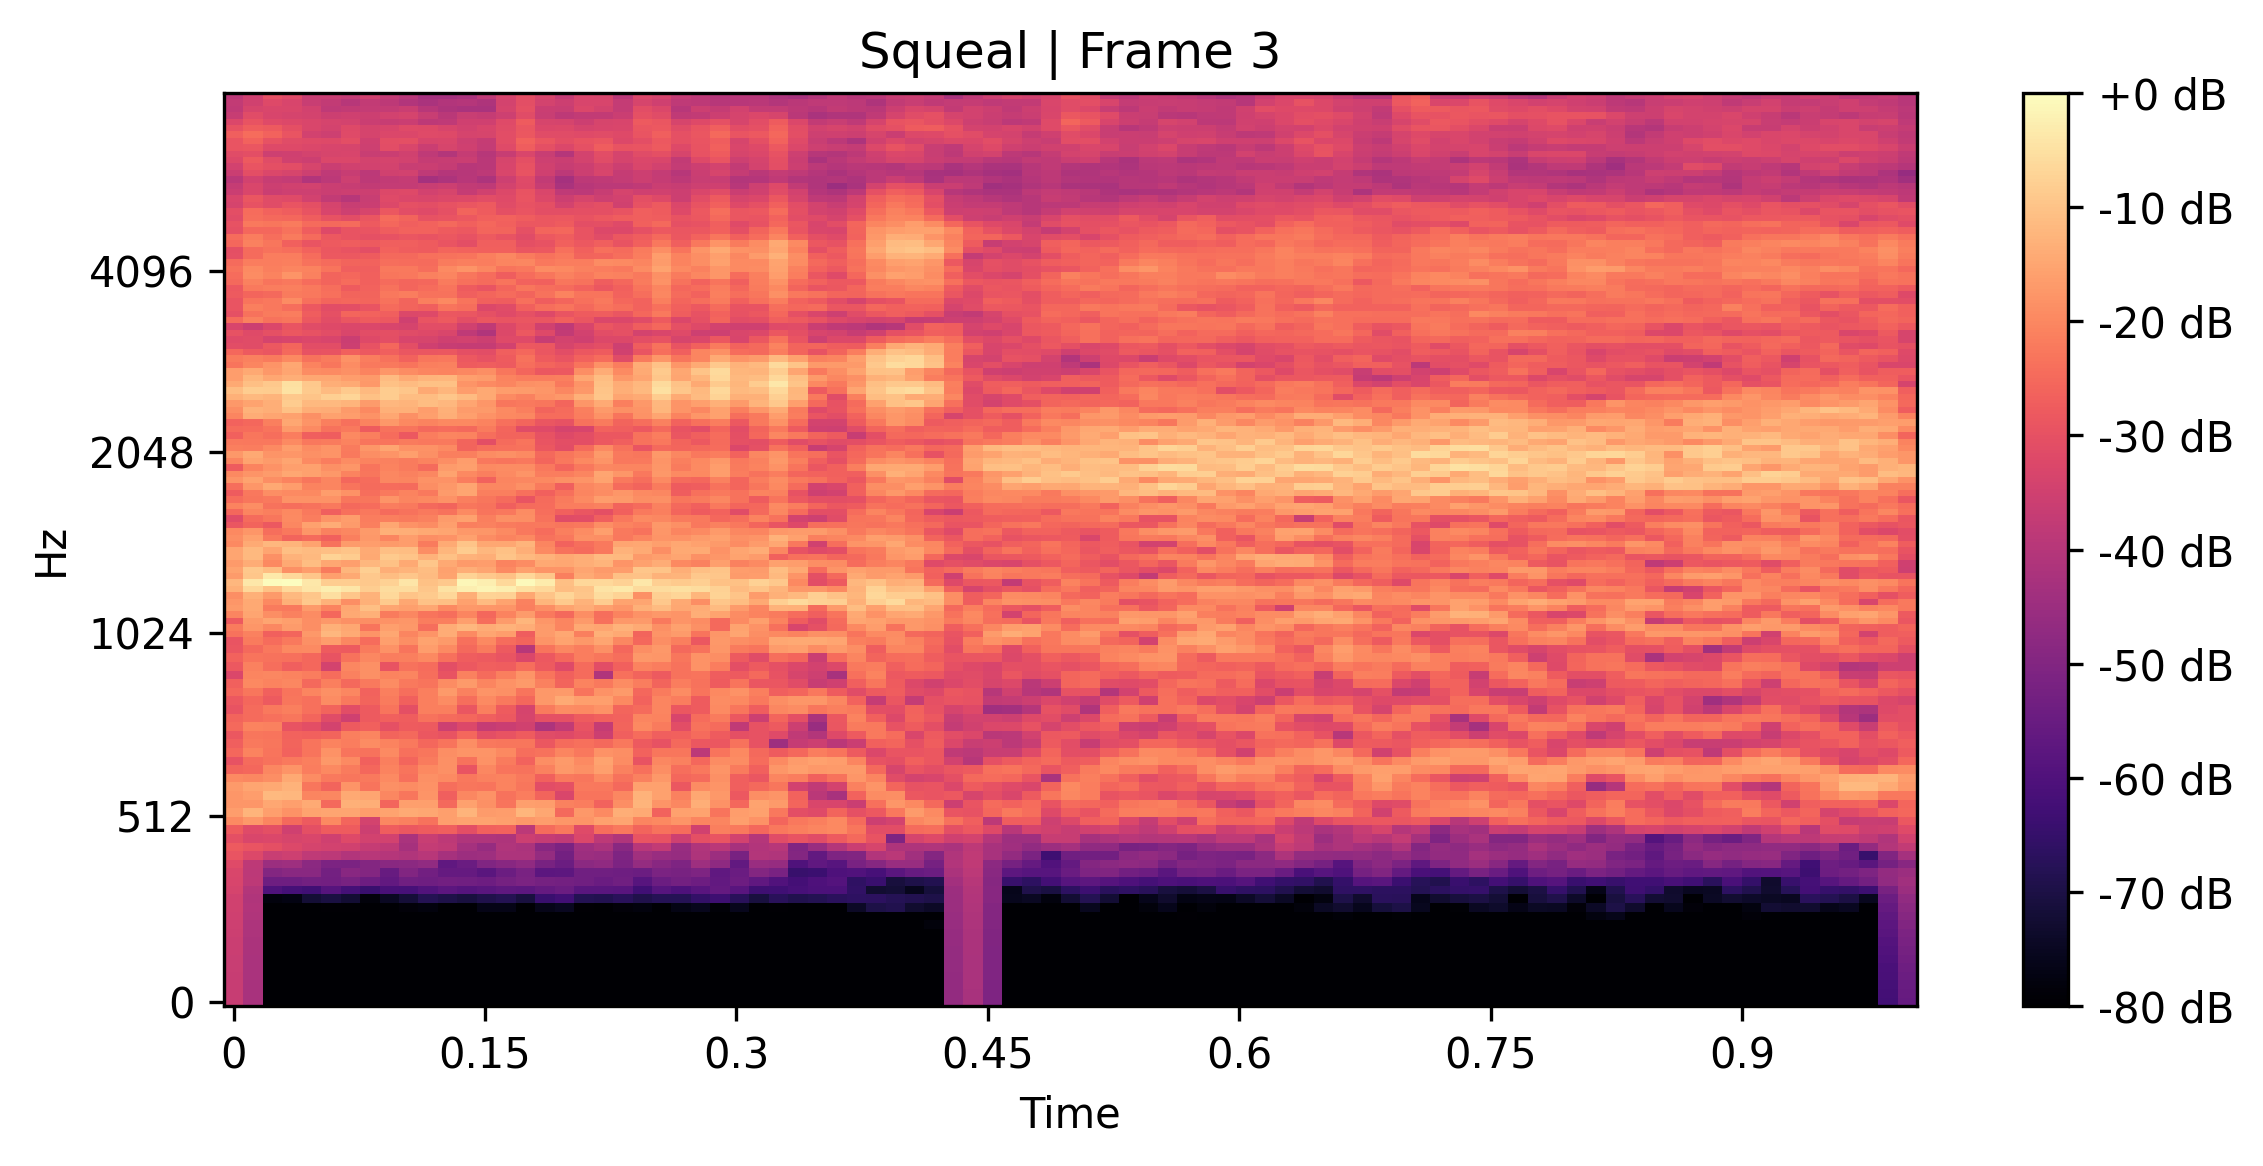 Squeal | Frame 3
Hz
4096
2048
1024
512
0
0 0.15 0.3 0.45 0.6 0.75 0.9
Time
+0 dB
-10 dB
-20 dB
-30 dB
-40 dB
-50 dB
-60 dB
-70 dB
-80 dB